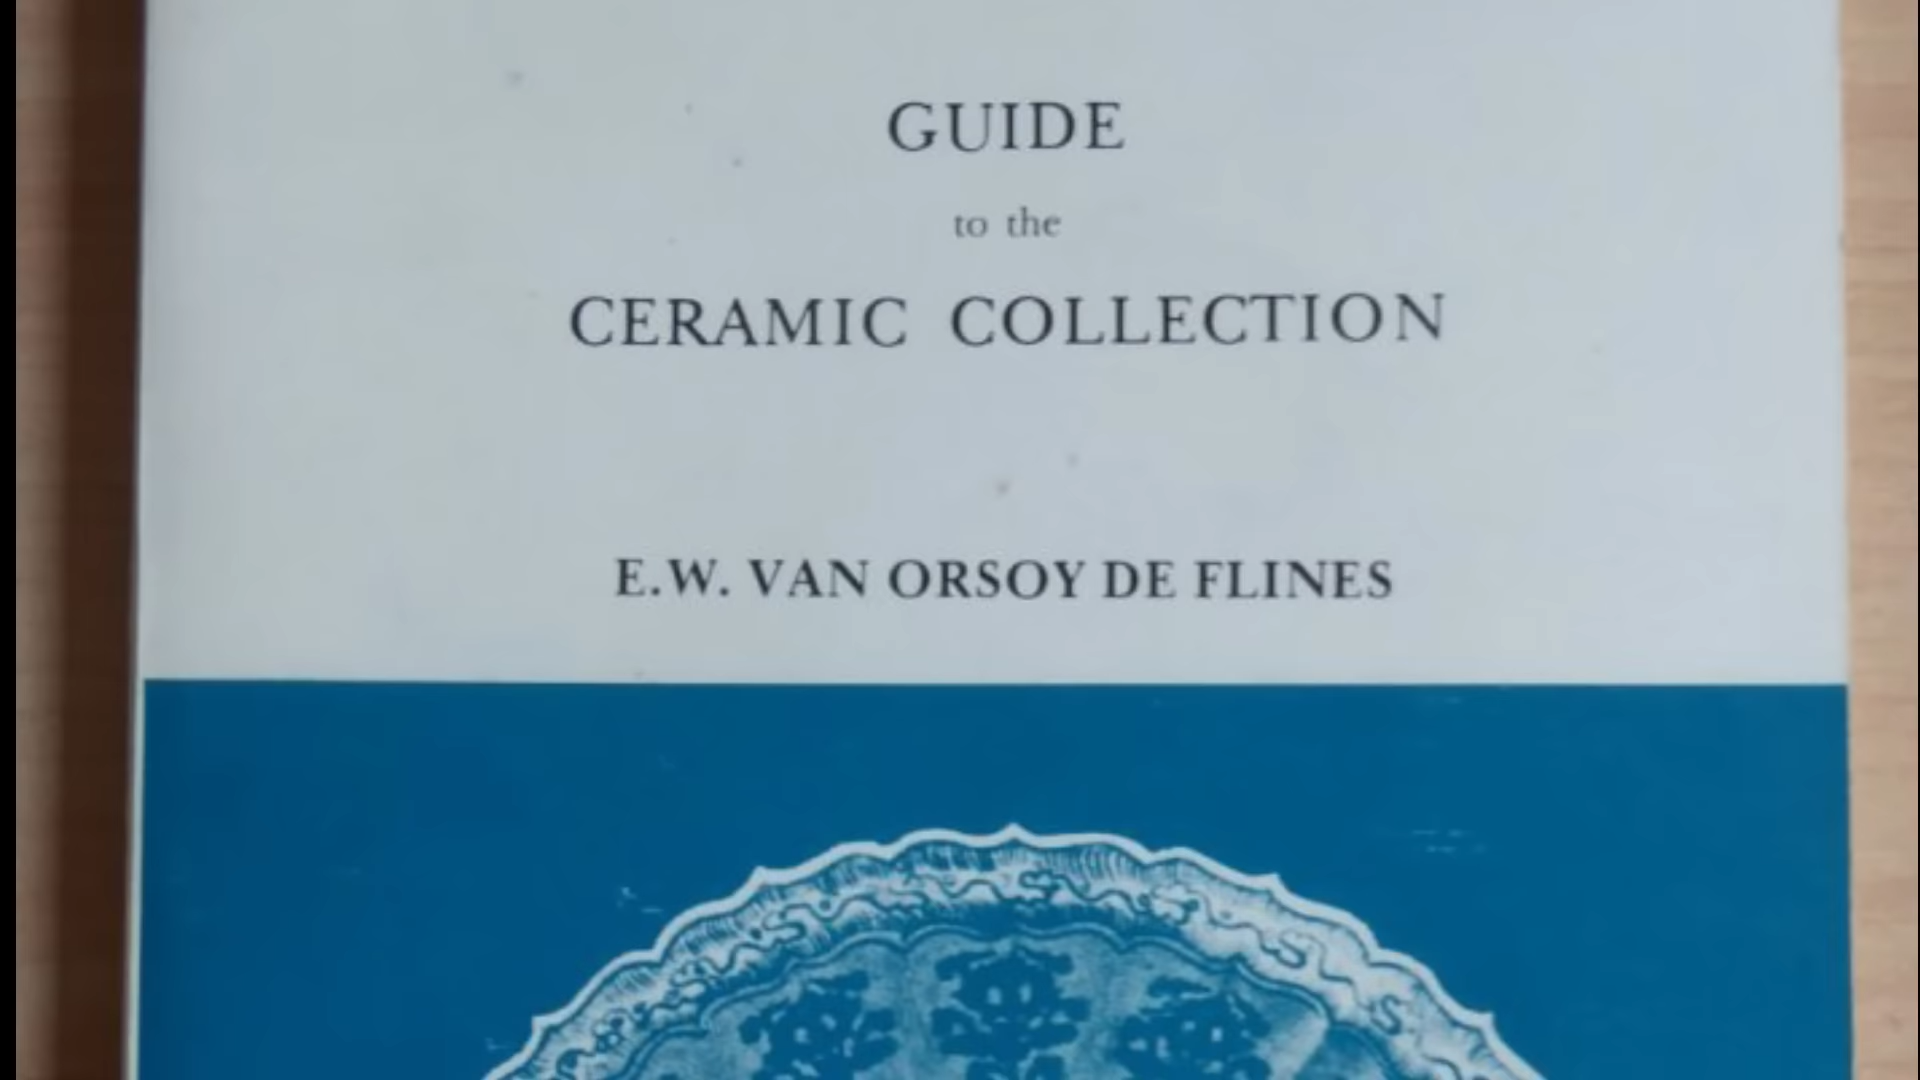 GUIDE
to the
CERAMIC COLLECTION
E.W. VAN ORSOY DE FLINES